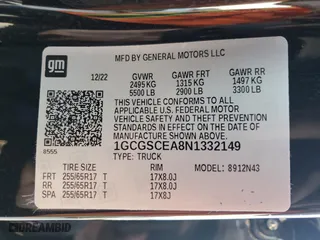 gm
MFD BY GENERAL MOTORS LLC
12/22 GVWR GAWR FRT GAWR RR
2495 KG 1315 KG 1497 KG
5500 LB 2900 LB 3300 LB
THIS VEHICLE CONFORMS TO ALL APPLICABLE
U.S. FEDERAL MOTOR
VEHICLE SAFETY AND THEFT
PREVENTION STANDARDS IN EFFECT ON THE DATE OF
MANUFACTURE SHOWN ABOVE.
8555 1GCGSCEA8N1332149
TYPE: TRUCK MODEL: 8912N43
TIRE SIZE RIM
FRT 255/65R17 T 17X8.0J
RR 255/65R17 T 17X8.0J
SPA 255/65R17 T 17X8J
IDREAMBID